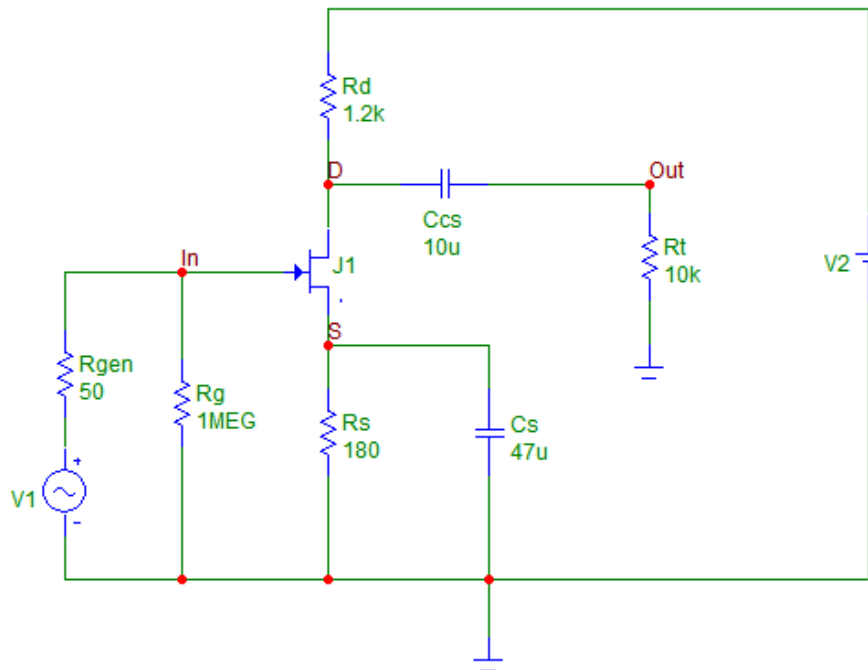 Rd
1.2k
D
Out
Ccs
10u
Rt
10k
In
J1
V2
S
Rgen
50
Rg
1MEG
Rs
180
Cs
47u
V1
+
-